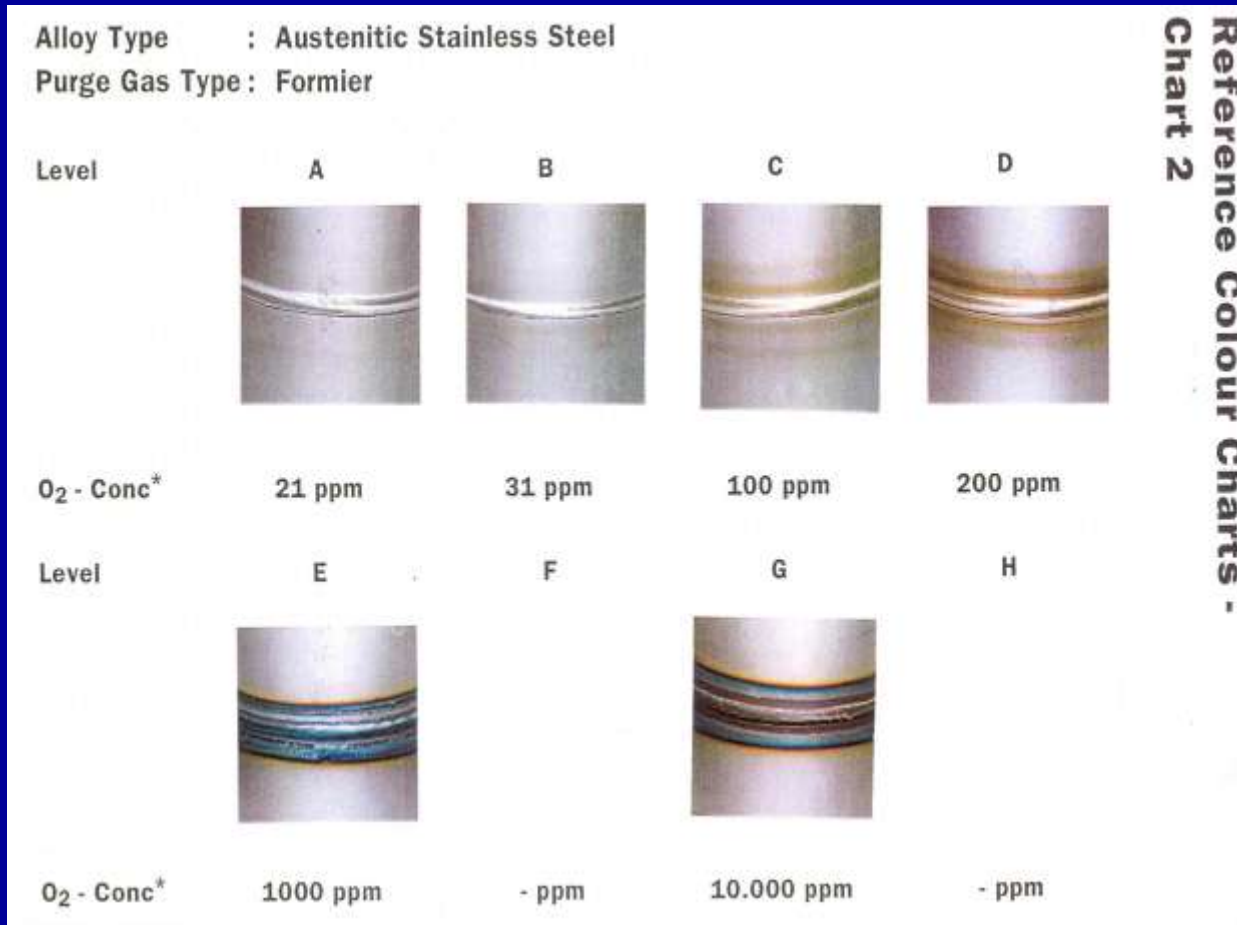 Reference Colour Charts -
Chart 2
Alloy Type : Austenitic Stainless Steel
Purge Gas Type : Formier
Level A B C D
O₂ - Conc* 21 ppm 31 ppm 100 ppm 200 ppm
Level E F G H
O₂ - Conc* 1000 ppm - ppm 10.000 ppm - ppm